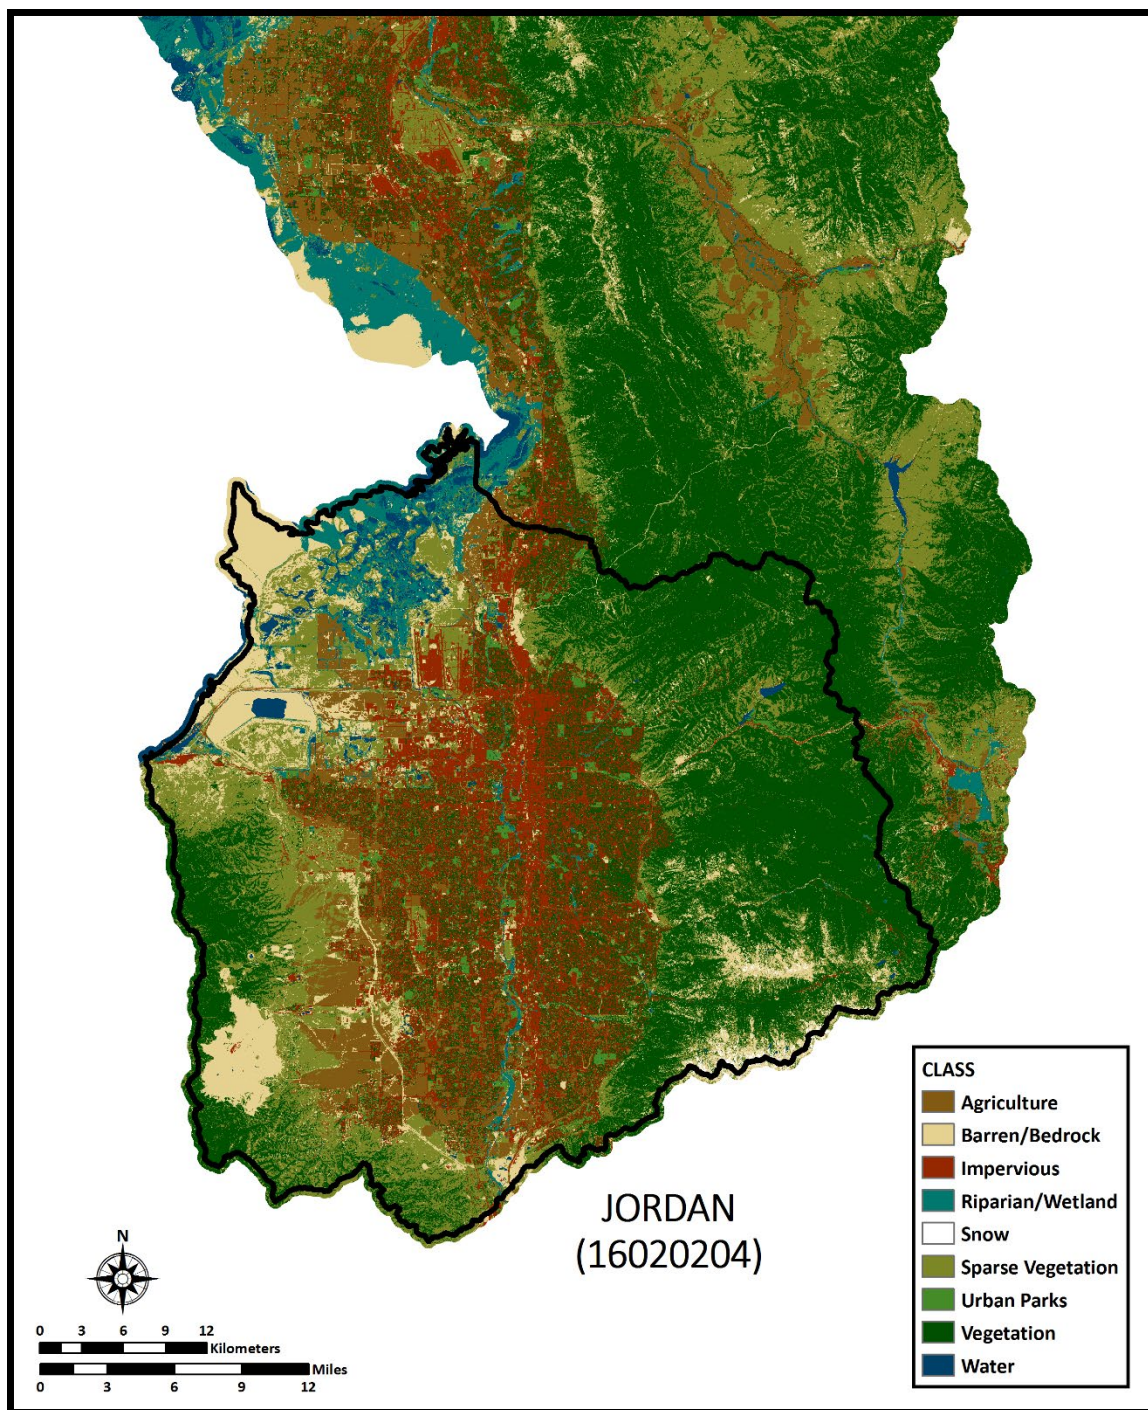 JORDAN
(16020204)
CLASS
Agriculture
Barren/Bedrock
Impervious
Riparian/Wetland
Snow
Sparse Vegetation
Urban Parks
Vegetation
Water
N
0 3 6 9 12
Kilometers
Miles
0 3 6 9 12